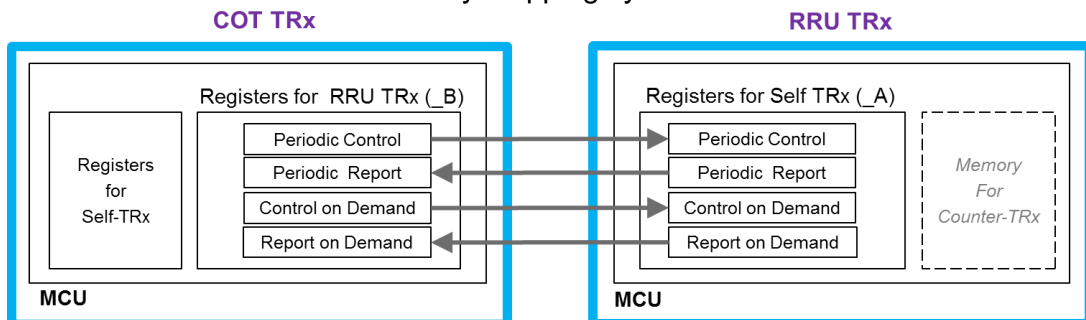 COT TRx
RRU TRx
Registers for RRU TRx (_B)
Registers for Self TRx (_A)
Registers
for
Self-TRx
Periodic Control
Periodic Report
Control on Demand
Report on Demand
Periodic Control
Periodic Report
Control on Demand
Report on Demand
Memory
For
Counter-TRx
MCU
MCU